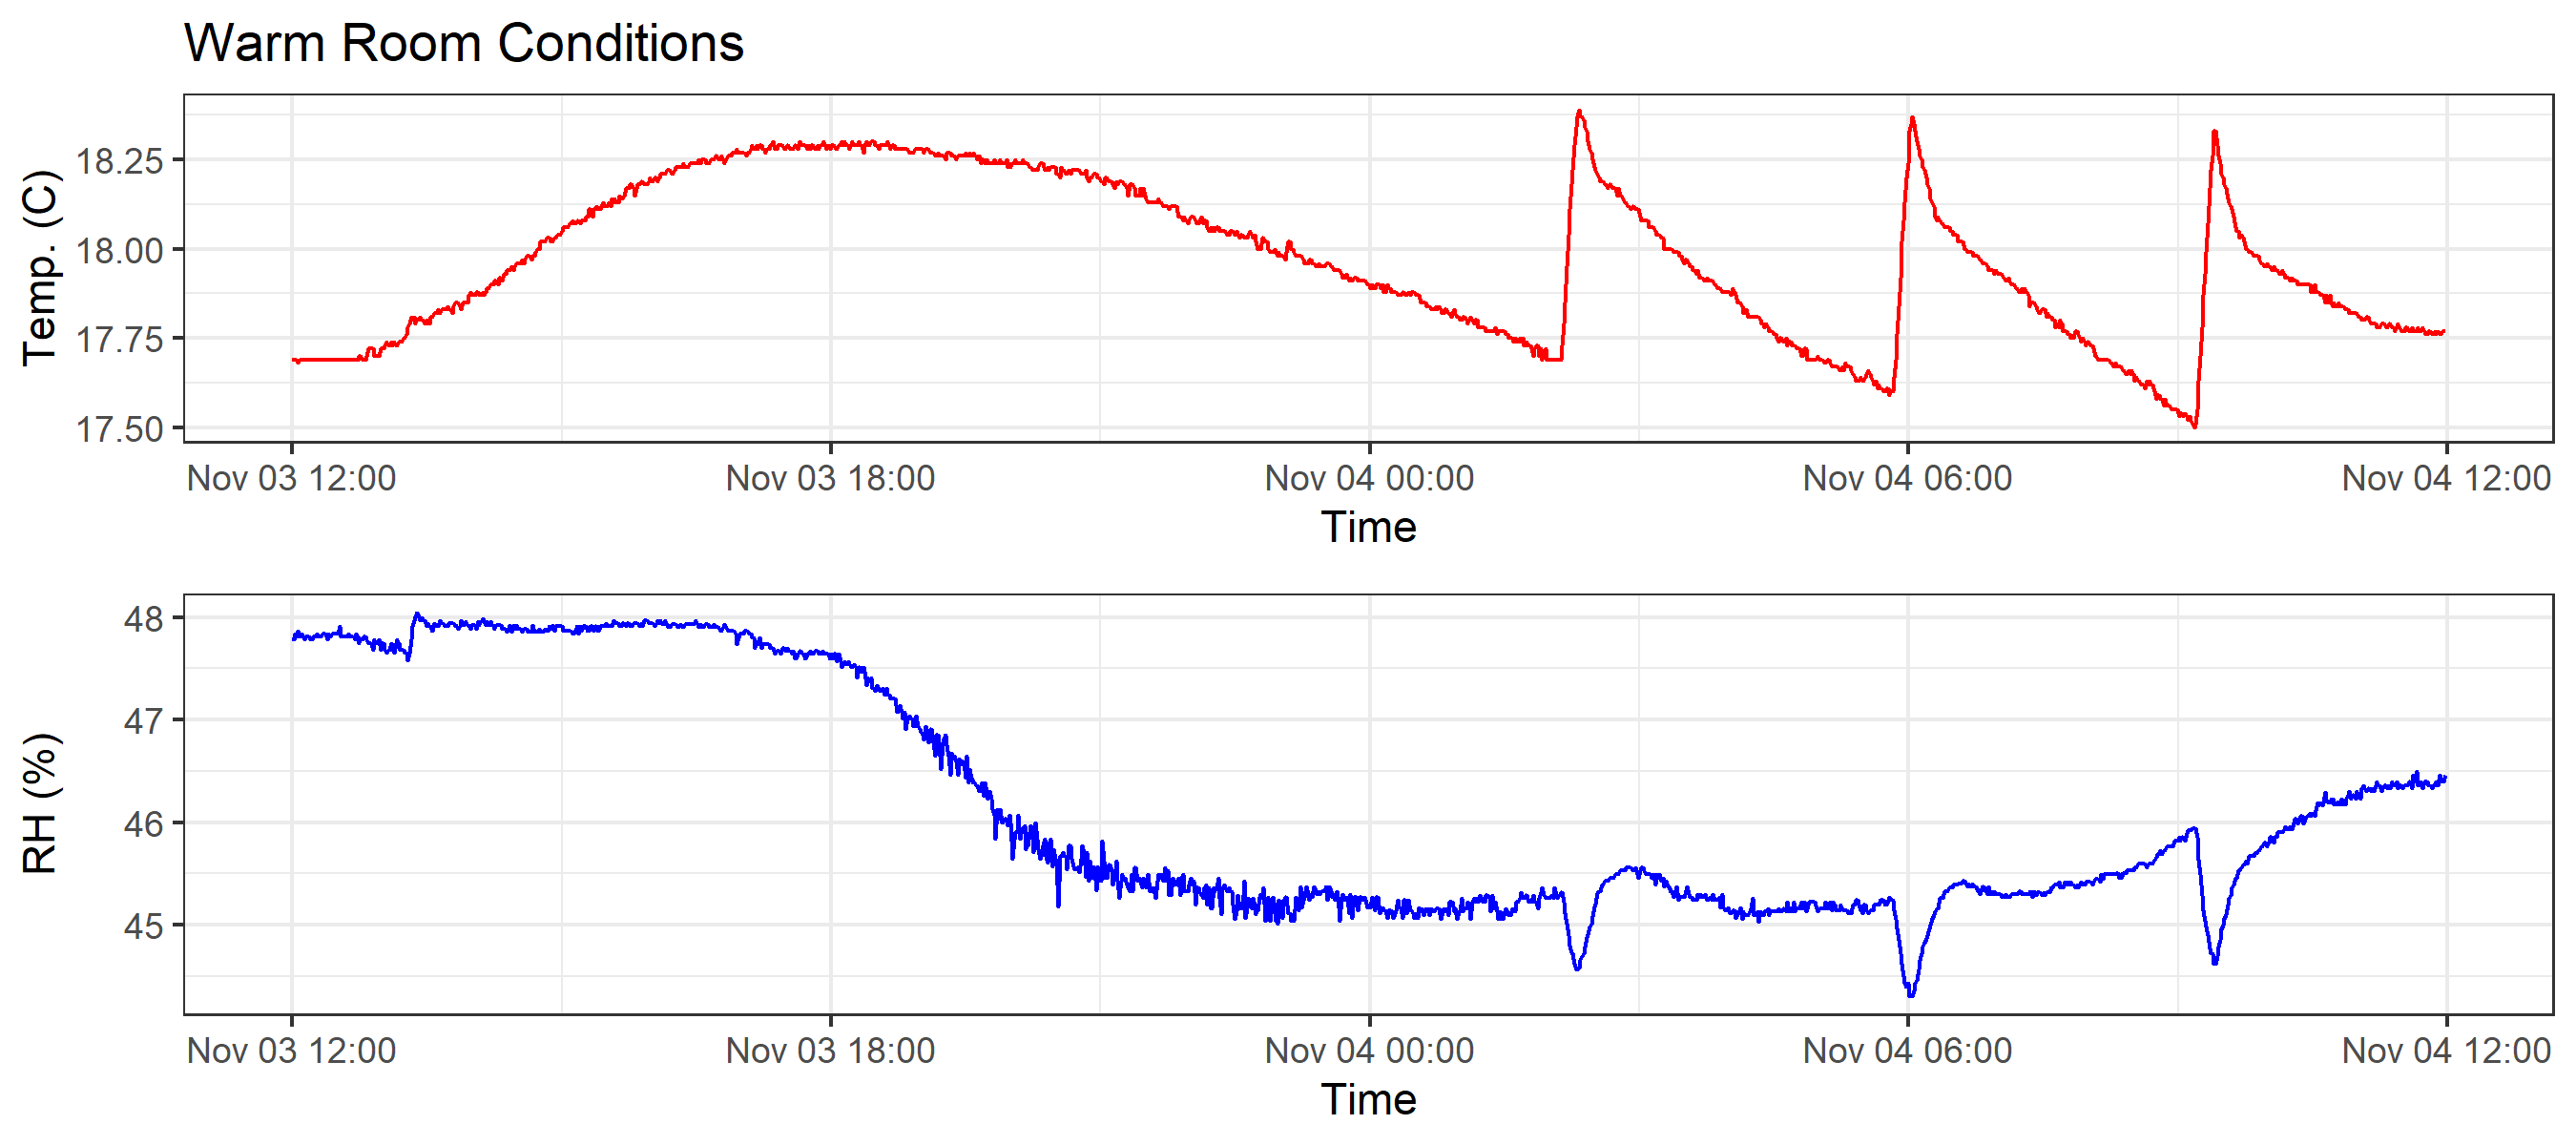 Warm Room Conditions
Temp. (C)
18.25
18.00
17.75
17.50
Nov 03 12:00 Nov 03 18:00 Nov 04 00:00 Nov 04 06:00 Nov 04 12:00
Time
RH (%)
48
47
46
45
Nov 03 12:00 Nov 03 18:00 Nov 04 00:00 Nov 04 06:00 Nov 04 12:00
Time